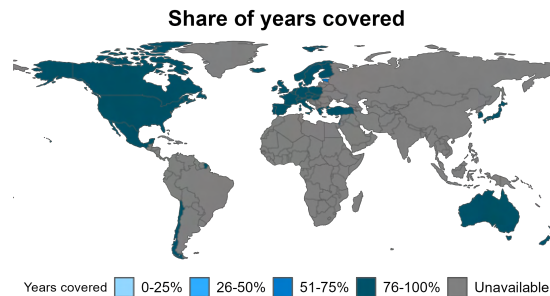 Share of years covered
Years covered 0-25% 26-50% 51-75% 76-100% Unavailable